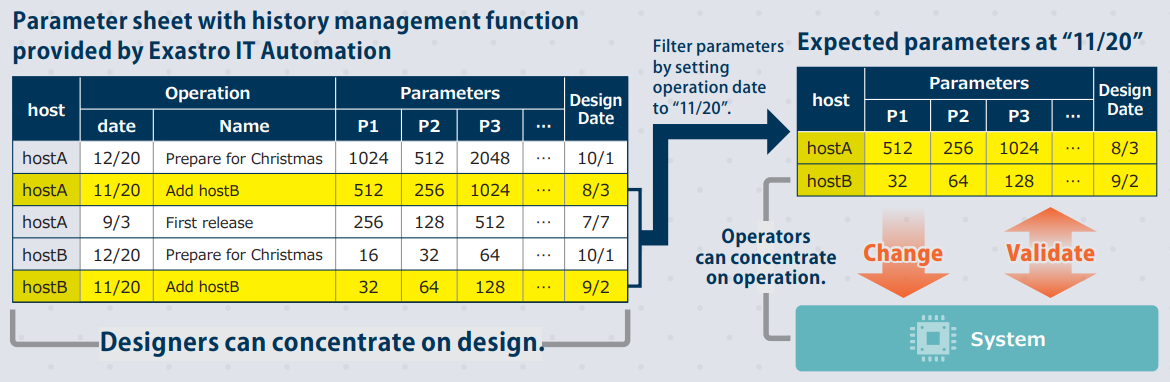 Parameter sheet with history management function
provided by Exastro IT Automation
host Operation Parameters Design Date
date Name P1 P2 P3 ...
hostA 12/20 Prepare for Christmas 1024 512 2048 ... 10/1
hostA 11/20 Add hostB 512 256 1024 ... 8/3
hostA 9/3 First release 256 128 512 ... 7/7
hostB 12/20 Prepare for Christmas 16 32 64 ... 10/1
hostB 11/20 Add hostB 32 64 128 ... 9/2
Designers can concentrate on design.
Filter parameters
by setting
operation date
to “11/20”.
Expected parameters at “11/20”
host Parameters Design Date
P1 P2 P3 ...
hostA 512 256 1024 ... 8/3
hostB 32 64 128 ... 9/2
Operators
can concentrate
on operation.
Change
Validate
System